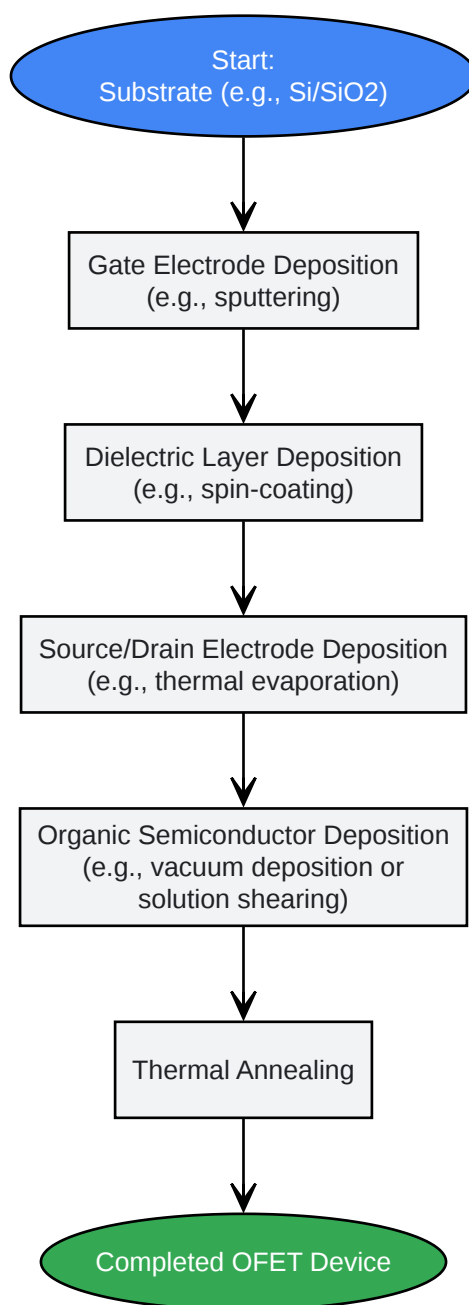 Start:
Substrate (e.g., Si/SiO2)
Gate Electrode Deposition
(e.g., sputtering)
Dielectric Layer Deposition
(e.g., spin-coating)
Source/Drain Electrode Deposition
(e.g., thermal evaporation)
Organic Semiconductor Deposition
(e.g., vacuum deposition or
solution shearing)
Thermal Annealing
Completed OFET Device